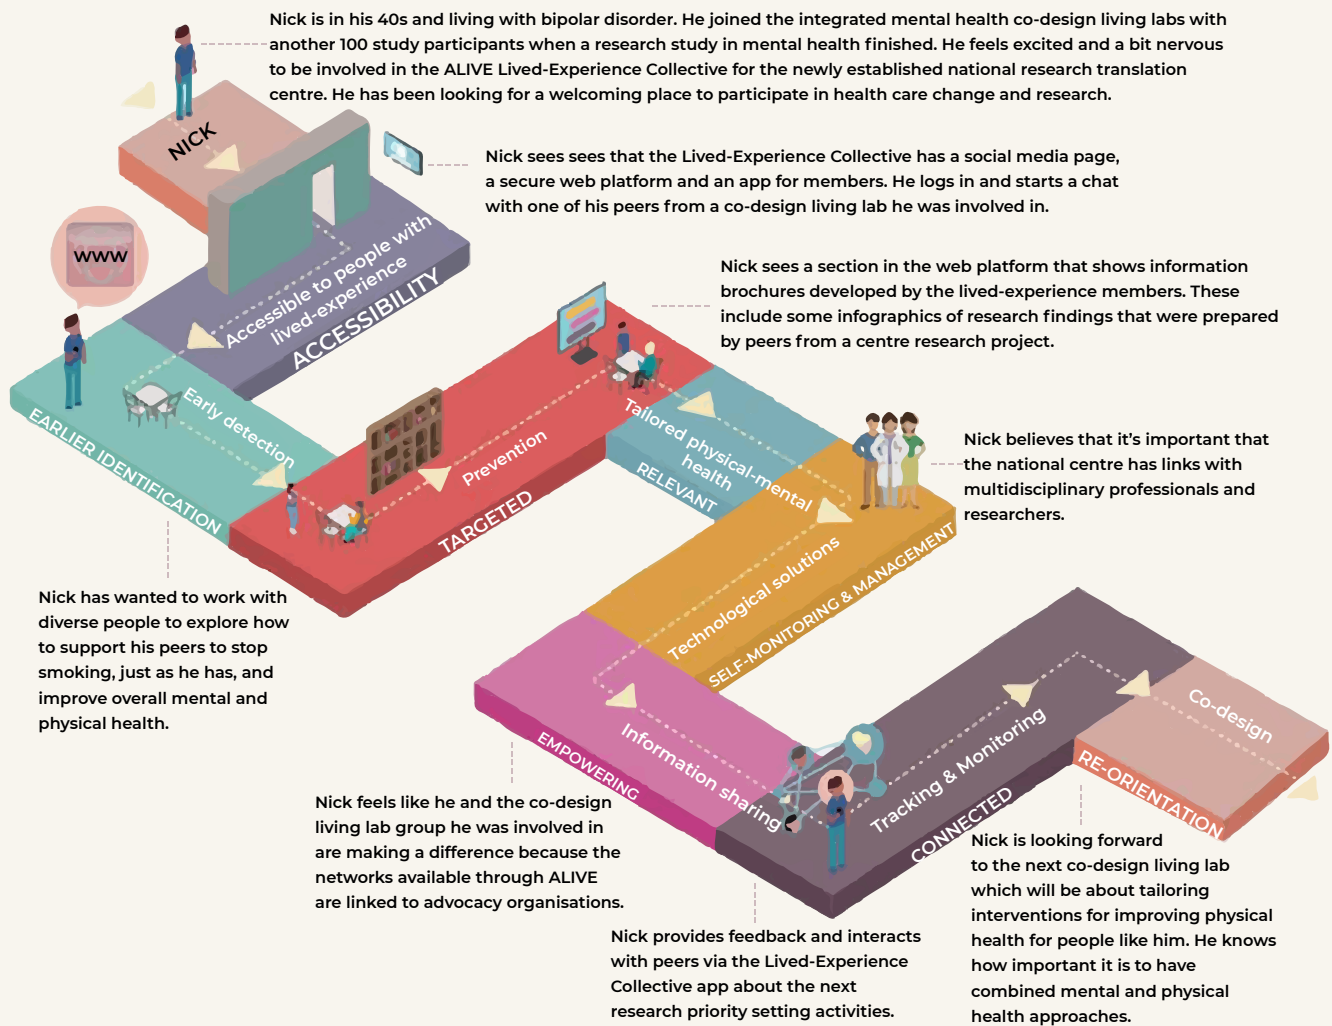 Nick is in his 40s and living with bipolar disorder. He joined the integrated mental health co-design living labs with
another 100 study participants when a research study in mental health finished. He feels excited and a bit nervous
to be involved in the ALIVE Lived-Experience Collective for the newly established national research translation
centre. He has been looking for a welcoming place to participate in health care change and research.
NICK
Nick sees sees that the Lived-Experience Collective has a social media page,
a secure web platform and an app for members. He logs in and starts a chat
with one of his peers from a co-design living lab he was involved in.
www
Accessible to people with
lived-experience
ACCESSIBILITY
Nick sees a section in the web platform that shows information
brochures developed by the lived-experience members. These
include some infographics of research findings that were prepared
by peers from a centre research project.
Early detection
EARLIER IDENTIFICATION
Prevention
TARGETED
Tailored physical-mental
health
RELEVANT
Nick believes that it’s important that
the national centre has links with
multidisciplinary professionals and
researchers.
Technological solutions
SELF-MONITORING & MANAGEMENT
Nick has wanted to work with
diverse people to explore how
to support his peers to stop
smoking, just as he has, and
improve overall mental and
physical health.
Information sharing
EMPOWERING
Tracking & Monitoring
CONNECTED
Co-design
RE-ORIENTATION
Nick feels like he and the co-design
living lab group he was involved in
are making a difference because the
networks available through ALIVE
are linked to advocacy organisations.
Nick provides feedback and interacts
with peers via the Lived-Experience
Collective app about the next
research priority setting activities.
Nick is looking forward
to the next co-design living lab
which will be about tailoring
interventions for improving physical
health for people like him. He knows
how important it is to have
combined mental and physical
health approaches.